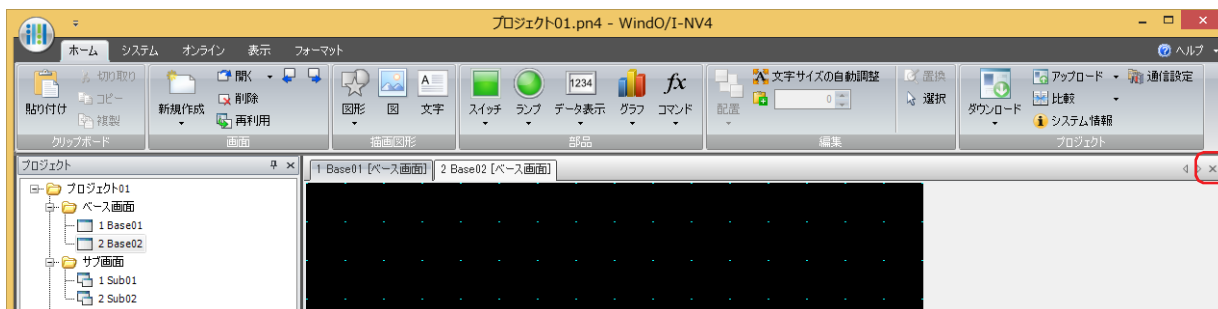 プロジェクト01.pn4 - WindO/I-NV4
ホーム システム オンライン 表示 フォーマット ヘルプ
貼り付け 切り取り コピー 複製
クリップボード
新規作成 開く 削除 再利用
画面
図形 図 A 文字
描画図形
スイッチ ランプ 1234 データ表示 グラフ fx コマンド
部品
配置 A 文字サイズの自動調整 0 置換 選択
編集
ダウンロード アップロード 比較 システム情報 通信設定
プロジェクト
プロジェクト
1 Base01 [ベース画面] 2 Base02 [ベース画面]
プロジェクト01
ベース画面
1 Base01
2 Base02
サブ画面
1 Sub01
2 Sub02